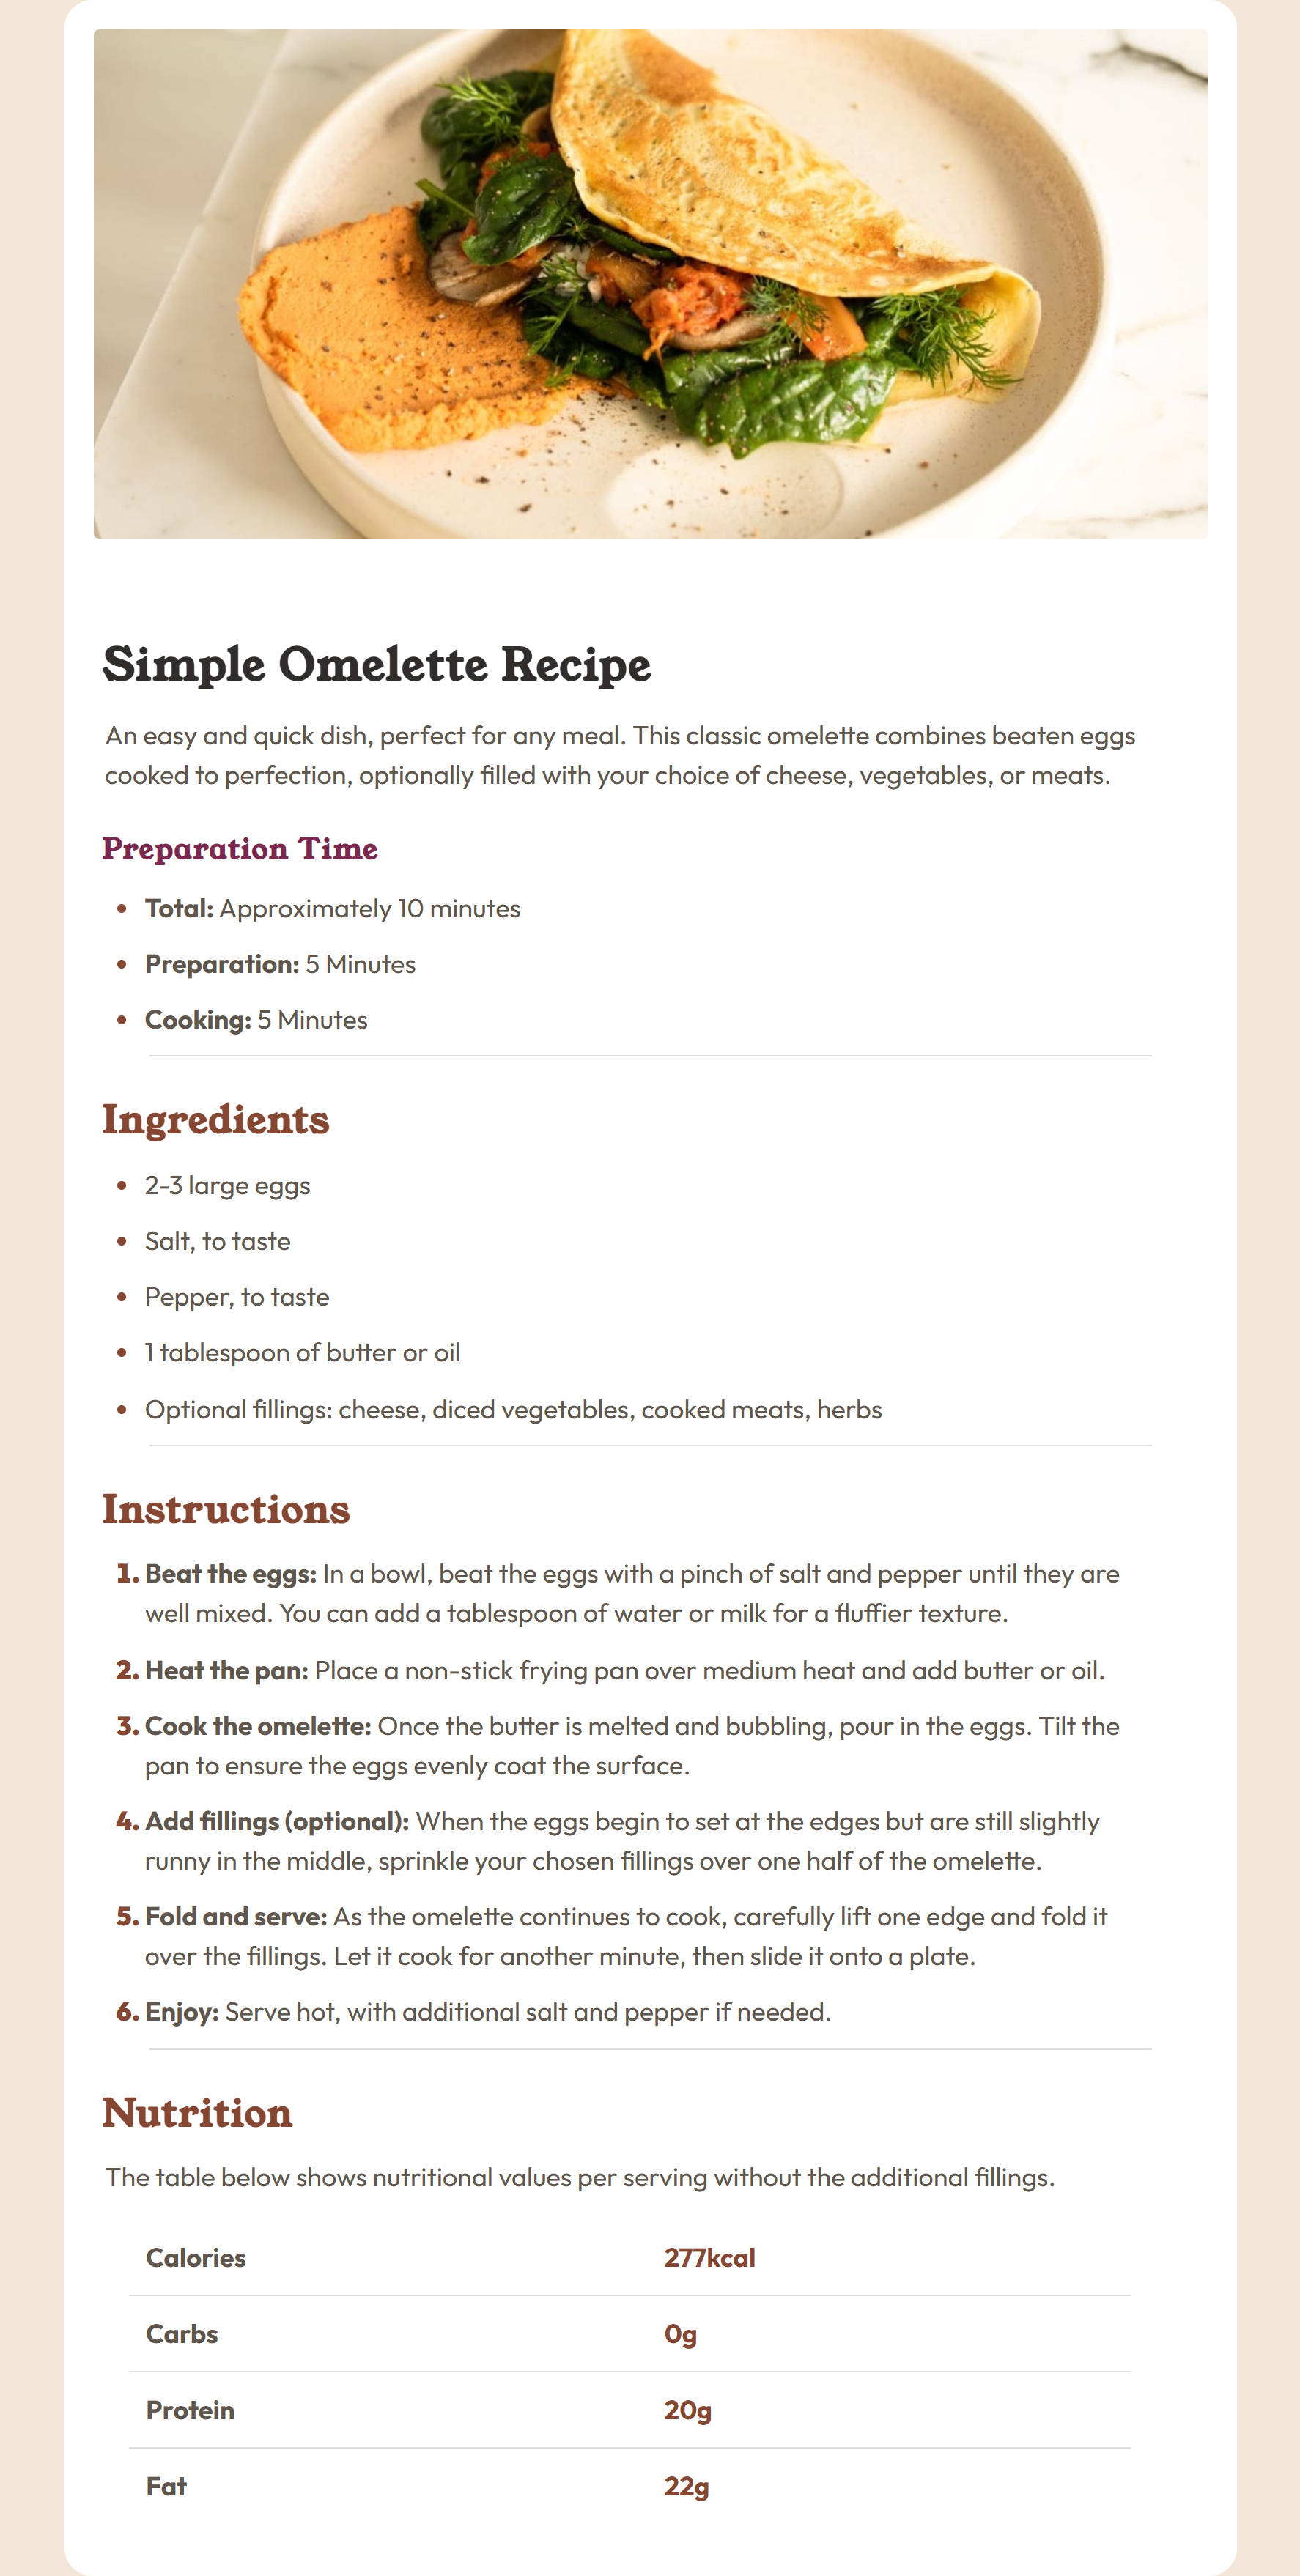 Simple Omelette Recipe
An easy and quick dish, perfect for any meal. This classic omelette combines beaten eggs
cooked to perfection, optionally filled with your choice of cheese, vegetables, or meats.
Preparation Time
• Total: Approximately 10 minutes
• Preparation: 5 Minutes
• Cooking: 5 Minutes
Ingredients
• 2-3 large eggs
• Salt, to taste
• Pepper, to taste
• 1 tablespoon of butter or oil
• Optional fillings: cheese, diced vegetables, cooked meats, herbs
Instructions
1. Beat the eggs: In a bowl, beat the eggs with a pinch of salt and pepper until they are
well mixed. You can add a tablespoon of water or milk for a fluffier texture.
2. Heat the pan: Place a non-stick frying pan over medium heat and add butter or oil.
3. Cook the omelette: Once the butter is melted and bubbling, pour in the eggs. Tilt the
pan to ensure the eggs evenly coat the surface.
4. Add fillings (optional): When the eggs begin to set at the edges but are still slightly
runny in the middle, sprinkle your chosen fillings over one half of the omelette.
5. Fold and serve: As the omelette continues to cook, carefully lift one edge and fold it
over the fillings. Let it cook for another minute, then slide it onto a plate.
6. Enjoy: Serve hot, with additional salt and pepper if needed.
Nutrition
The table below shows nutritional values per serving without the additional fillings.
Calories 277kcal
Carbs 0g
Protein 20g
Fat 22g